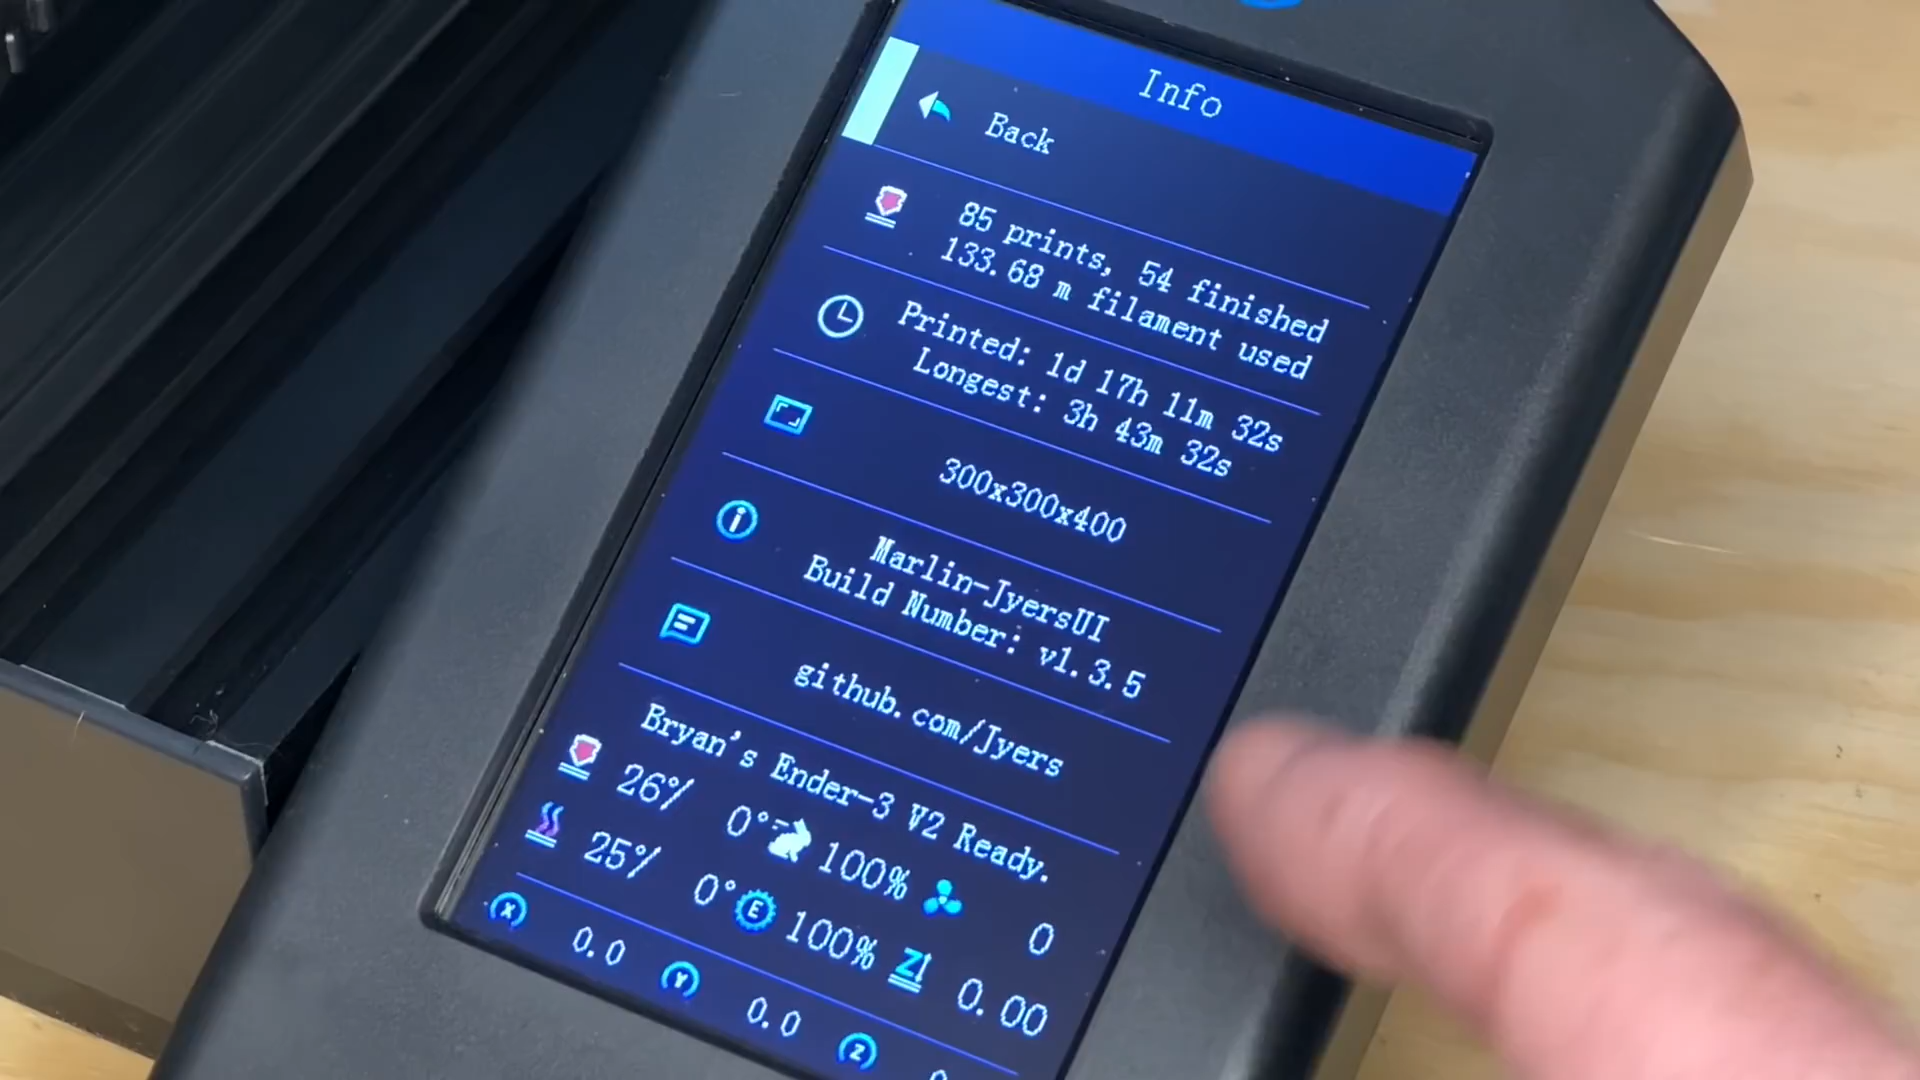 Info
Back
85 prints, 54 finished
133.68 m filament used
Printed: 1d 17h 11m 32s
Longest: 3h 43m 32s
300x300x400
Marlin-JyersUI
Build Number: v1.3.5
github.com/Jyers
Bryan's Ender-3 V2 Ready.
26°/ 0° 100% 0
25°/ 0° E 100% Z 0.00
X 0.0 Y 0.0 Z